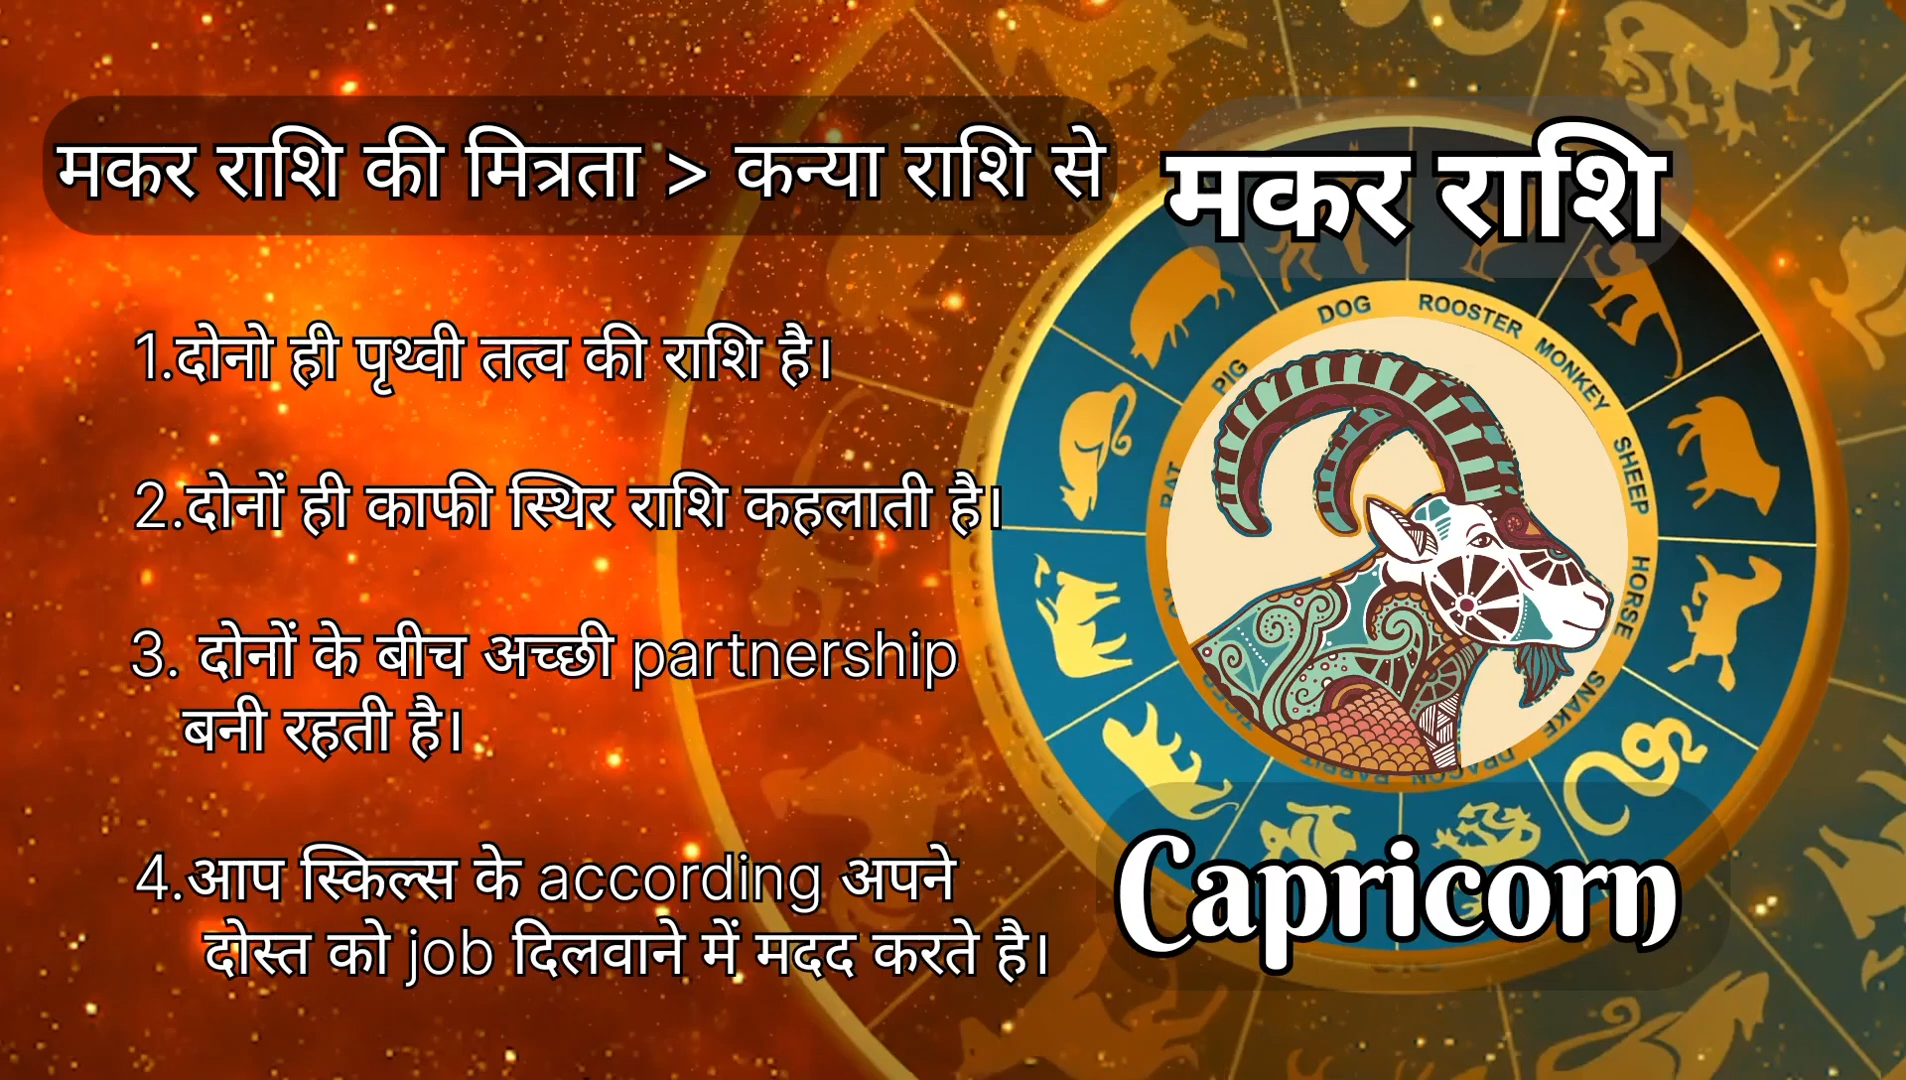 मकर राशि की मित्रता > कन्या राशि से
मकर राशि
1.दोनो ही पृथ्वी तत्व की राशि है।
2.दोनों ही काफी स्थिर राशि कहलाती है।
3. दोनों के बीच अच्छी partnership
बनी रहती है।
4.आप स्किल्स के according अपने
दोस्त को job दिलवाने में मदद करते है।
DOG
ROOSTER
MONKEY
SHEEP
HORSE
SNAKE
DRAGON
RABBIT
RAT
PIG
Capricorn